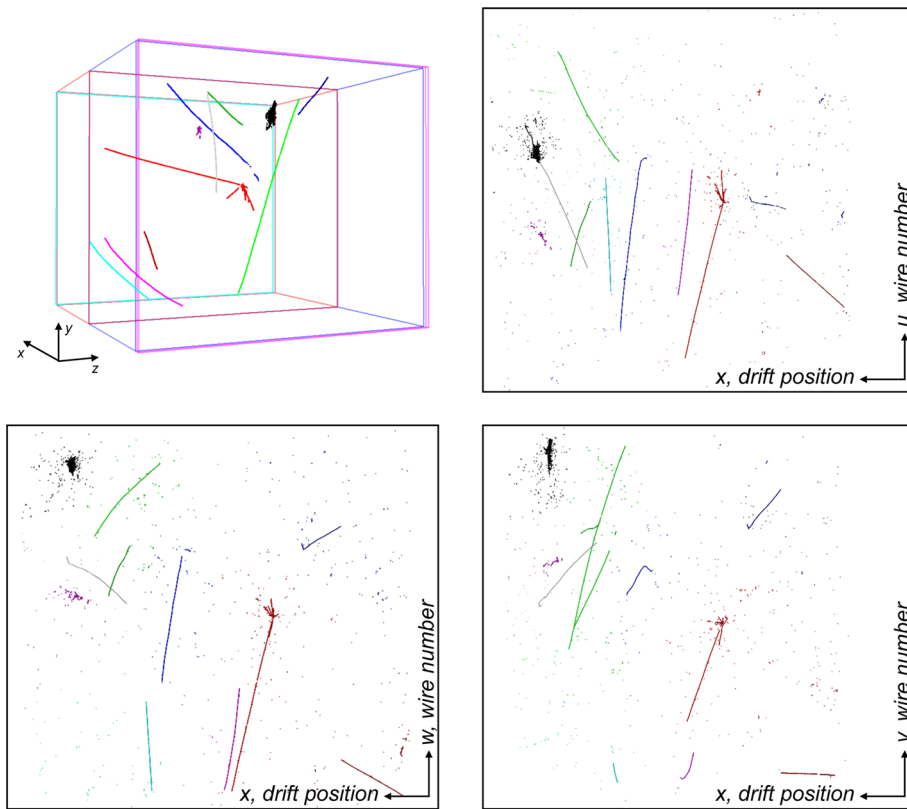 y
x
z
u, wire number
x, drift position
w, wire number
x, drift position
v, wire number
x, drift position